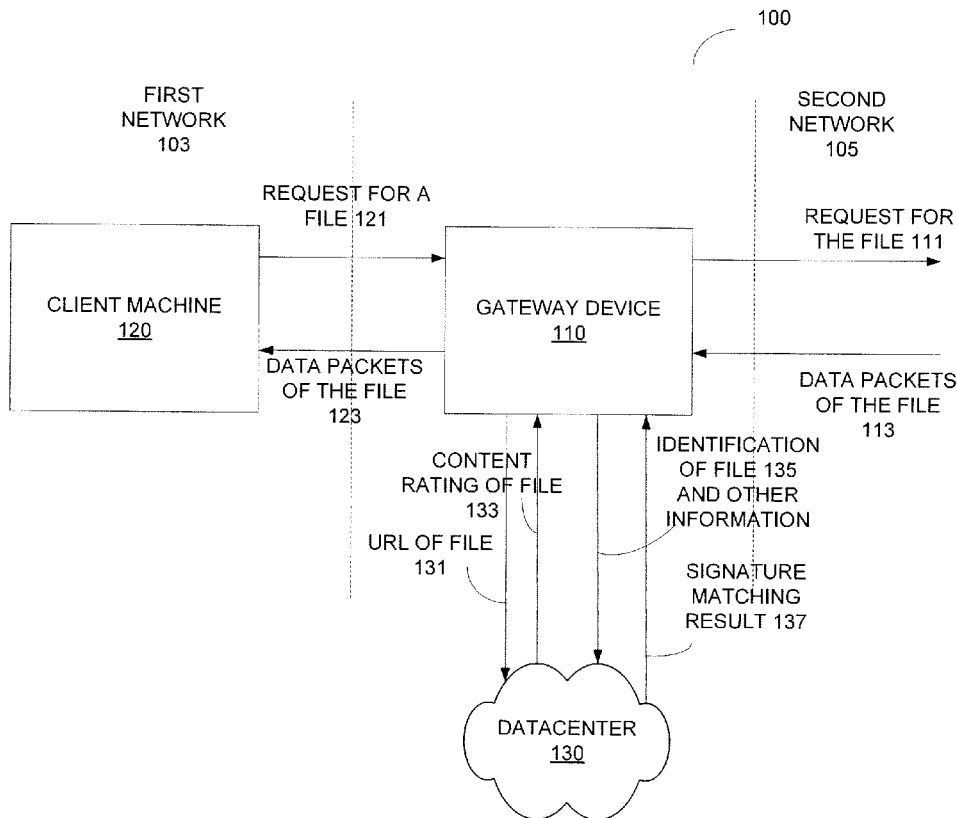 100
FIRST
NETWORK
103
SECOND
NETWORK
105
REQUEST FOR A
FILE 121
REQUEST FOR
THE FILE 111
CLIENT MACHINE
120
GATEWAY DEVICE
110
DATA PACKETS
OF THE FILE
123
DATA PACKETS
OF THE FILE
113
CONTENT
RATING OF FILE
133
IDENTIFICATION
OF FILE 135
AND OTHER
INFORMATION
URL OF FILE
131
SIGNATURE
MATCHING
RESULT 137
DATACENTER
130